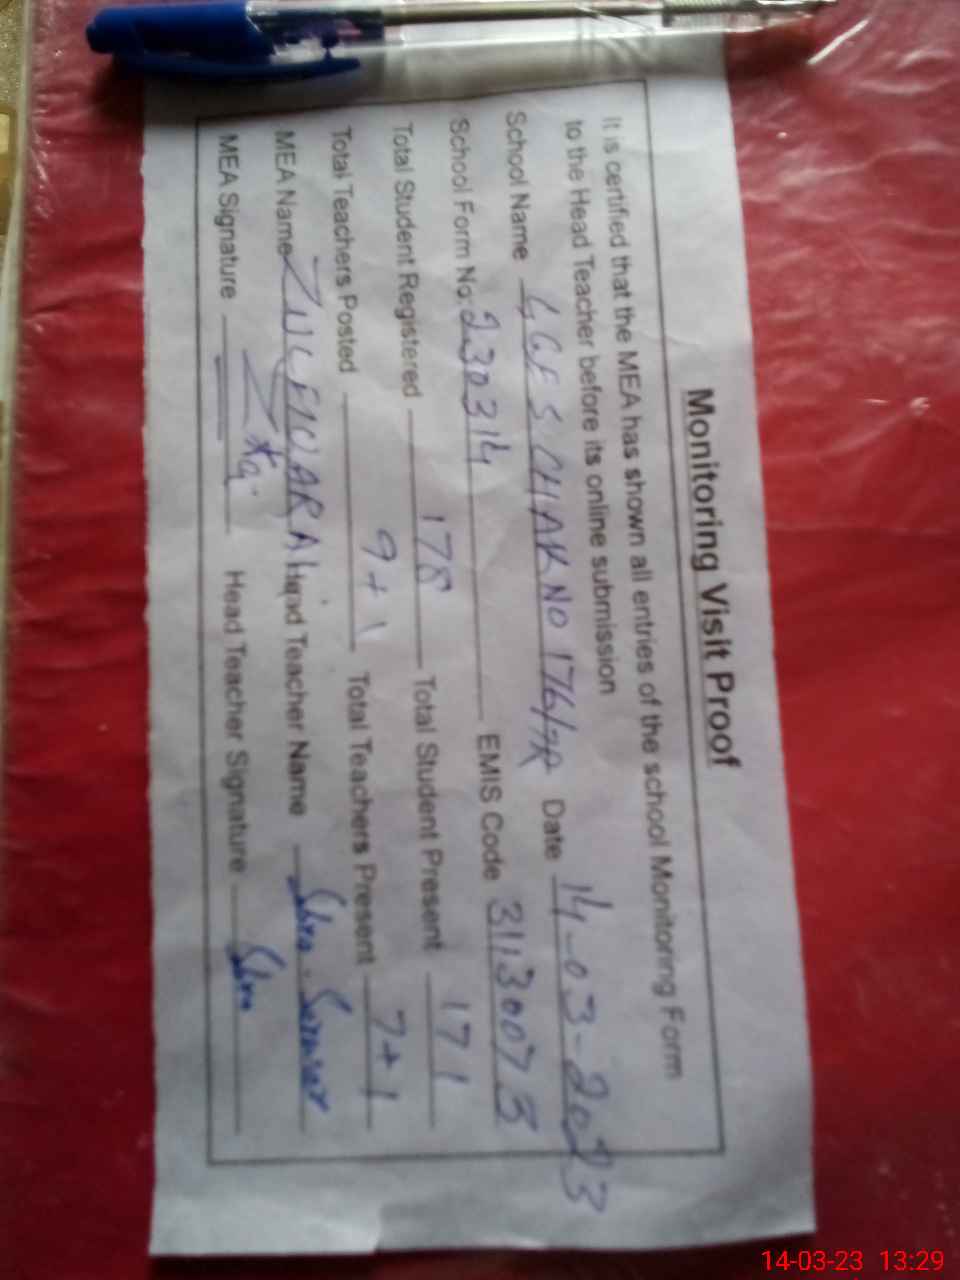 Monitoring Visit Proof
It is certified that the MEA has shown all entries of the school Monitoring Form
to the Head Teacher before its online submission
School Name GGES CHAK NO 176/7R Date 14-03-2023
School Form No. 230314 EMIS Code 31130075
Total Student Registered 178 Total Student Present 171
Total Teachers Posted 9+1 Total Teachers Present 7+1
MEA Name ZULFIQAR ALI Head Teacher Name
MEA Signature Head Teacher Signature
14-03-23 13:29